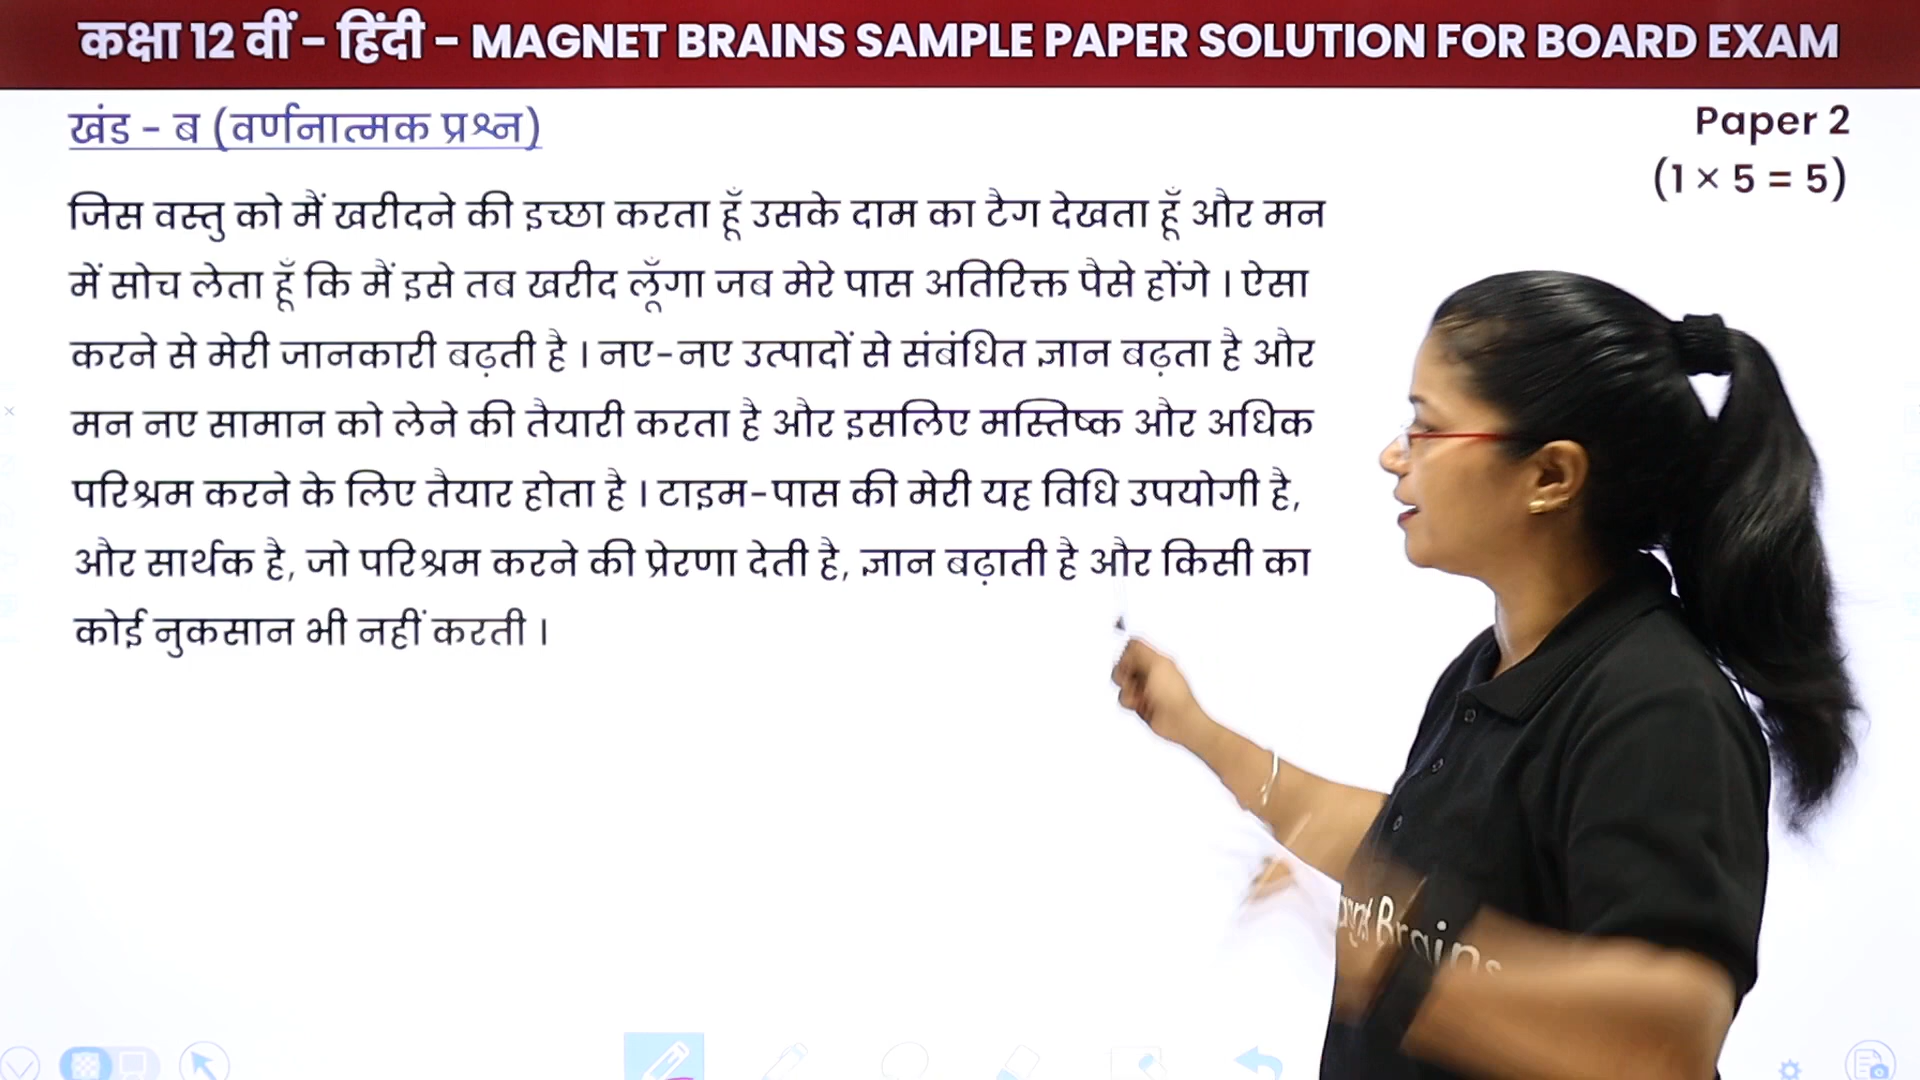 कक्षा 12 वीं - हिंदी - MAGNET BRAINS SAMPLE PAPER SOLUTION FOR BOARD EXAM
खंड - ब (वर्णनात्मक प्रश्न)
Paper 2
(1 × 5 = 5)
जिस वस्तु को मैं खरीदने की इच्छा करता हूँ उसके दाम का टैग देखता हूँ और मन
में सोच लेता हूँ कि मैं इसे तब खरीद लूँगा जब मेरे पास अतिरिक्त पैसे होंगे । ऐसा
करने से मेरी जानकारी बढ़ती है । नए-नए उत्पादों से संबंधित ज्ञान बढ़ता है और
मन नए सामान को लेने की तैयारी करता है और इसलिए मस्तिष्क और अधिक
परिश्रम करने के लिए तैयार होता है । टाइम-पास की मेरी यह विधि उपयोगी है,
और सार्थक है, जो परिश्रम करने की प्रेरणा देती है, ज्ञान बढ़ाती है और किसी का
कोई नुकसान भी नहीं करती ।
Brains